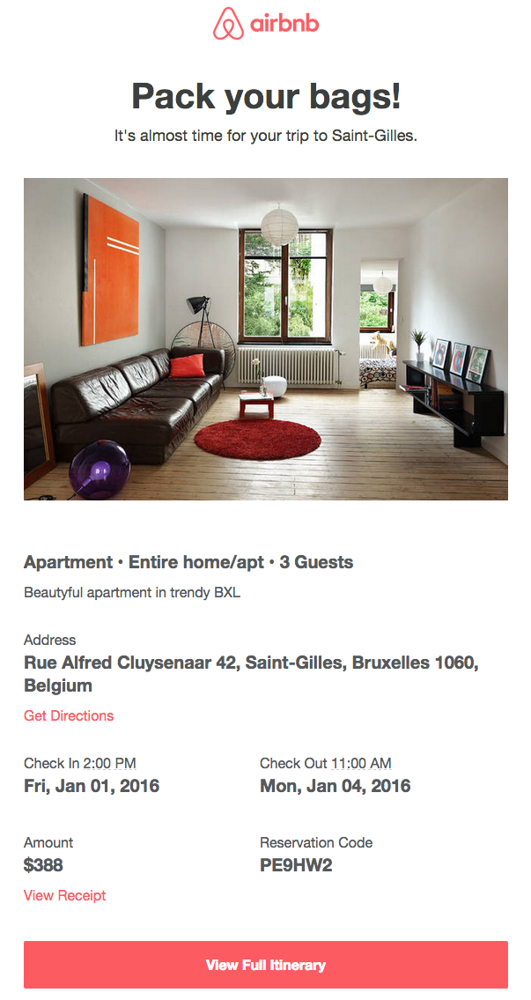 airbnb
Pack your bags!
It's almost time for your trip to Saint-Gilles.
Apartment • Entire home/apt • 3 Guests
Beautyful apartment in trendy BXL
Address
Rue Alfred Cluysenaar 42, Saint-Gilles, Bruxelles 1060,
Belgium
Get Directions
Check In 2:00 PM
Fri, Jan 01, 2016
Check Out 11:00 AM
Mon, Jan 04, 2016
Amount
$388
View Receipt
Reservation Code
PE9HW2
View Full Itinerary